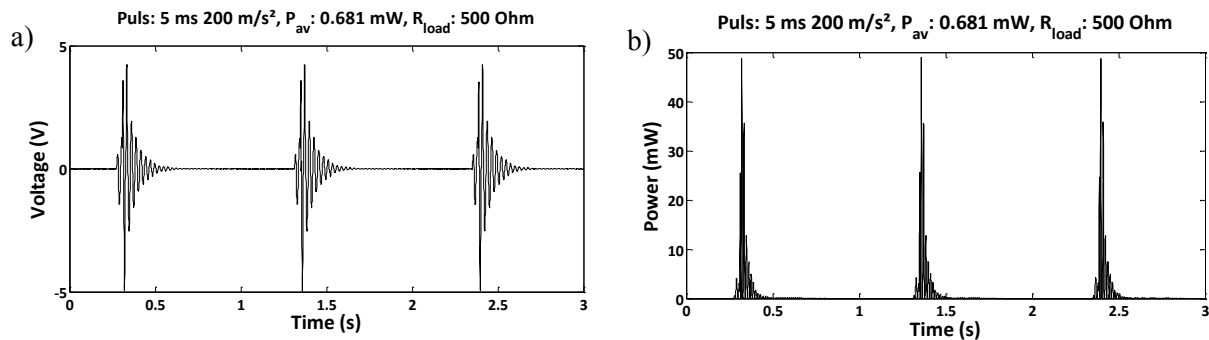 a)
Puls: 5 ms 200 m/s², P_av: 0.681 mW, R_load: 500 Ohm
Voltage (V)
5
0
-5
0 0.5 1 1.5 2 2.5 3
Time (s)
b)
Puls: 5 ms 200 m/s², P_av: 0.681 mW, R_load: 500 Ohm
Power (mW)
50
40
30
20
10
0
0 0.5 1 1.5 2 2.5 3
Time (s)